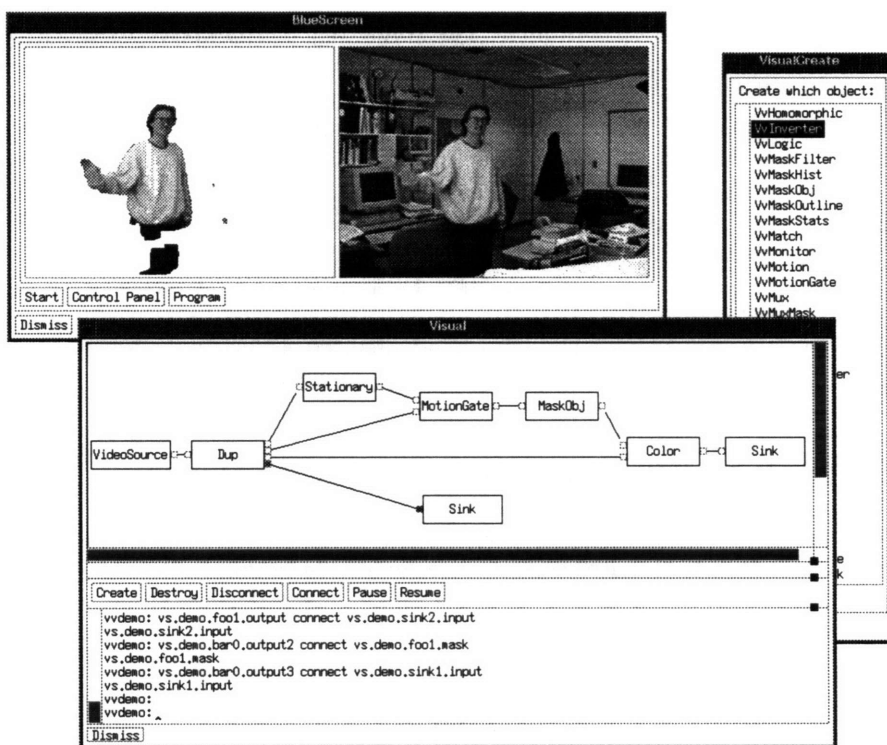 BlueScreen
Start Control Panel Program
Dismiss
VisualCreate
Create which object:
VvHomomorphic
VvInverter
VvLogic
VvMaskFilter
VvMaskHist
VvMaskObj
VvMaskOutline
VvMaskStats
VvMatch
VvMonitor
VvMotion
VvMotionGate
VvMux
VvMuxMask
Visual
Stationary
MotionGate
MaskObj
VideoSource
Dup
Color
Sink
Sink
Create Destroy Disconnect Connect Pause Resume
vvdemo: vs.demo.foo1.output connect vs.demo.sink2.input
vs.demo.sink2.input
vvdemo: vs.demo.bar0.output2 connect vs.demo.foo1.mask
vs.demo.foo1.mask
vvdemo: vs.demo.bar0.output3 connect vs.demo.sink1.input
vs.demo.sink1.input
vvdemo:
vvdemo:
Dismiss